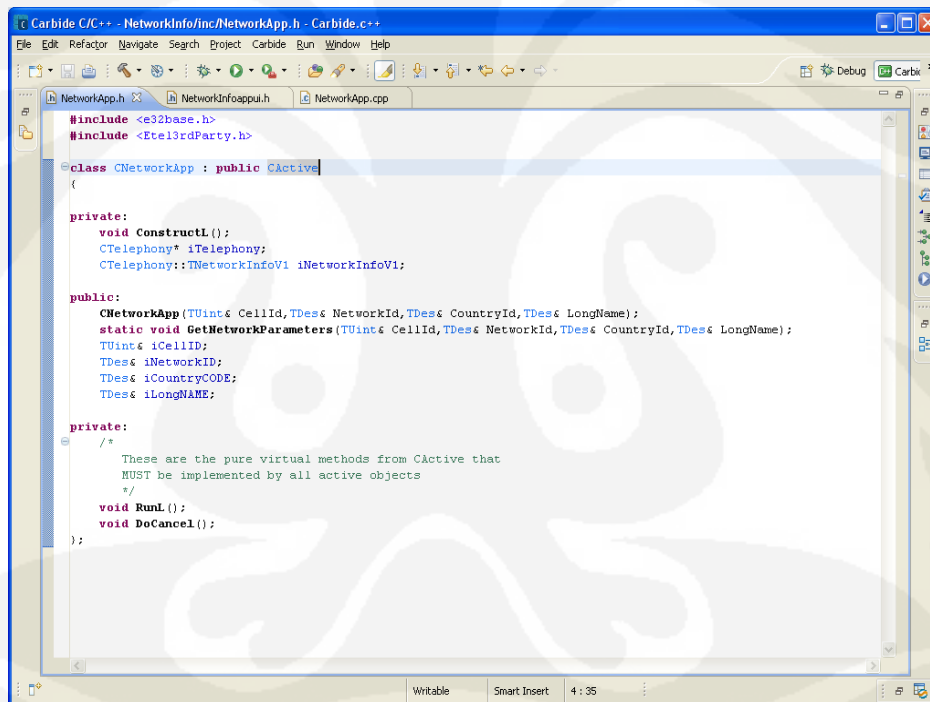 Carbide C/C++ - NetworkInfo/inc/NetworkApp.h - Carbide.c++
File Edit Refactor Navigate Search Project Carbide Run Window Help
Debug
NetworkApp.h NetworkInfoappui.h NetworkApp.cpp
#include <e32base.h>
#include <Etel3rdParty.h>
class CNetworkApp : public CActive
{
private:
void ConstructL();
CTelephony* iTelephony;
CTelephony::TNetworkInfoV1 iNetworkInfoV1;
public:
CNetworkApp(TUint& CellId,TDes& NetworkId,TDes& CountryId,TDes& LongName);
static void GetNetworkParameters(TUint& CellId,TDes& NetworkId,TDes& CountryId,TDes& LongName);
TUint& iCellID;
TDes& iNetworkID;
TDes& iCountryCODE;
TDes& iLongNAME;
private:
/*
These are the pure virtual methods from CActive that
MUST be implemented by all active objects
*/
void RunL();
void DoCancel();
};
Writable Smart Insert 4 : 35